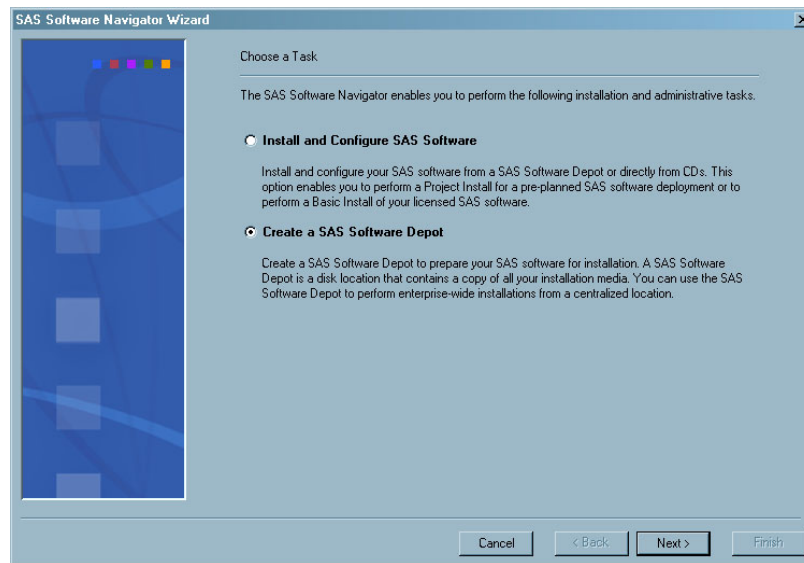 SAS Software Navigator Wizard
Choose a Task
The SAS Software Navigator enables you to perform the following installation and administrative tasks.
Install and Configure SAS Software
Install and configure your SAS software from a SAS Software Depot or directly from CDs. This
option enables you to perform a Project Install for a pre-planned SAS software deployment or to
perform a Basic Install of your licensed SAS software.
Create a SAS Software Depot
Create a SAS Software Depot to prepare your SAS software for installation. A SAS Software
Depot is a disk location that contains a copy of all your installation media. You can use the SAS
Software Depot to perform enterprise-wide installations from a centralized location.
Cancel < Back Next > Finish